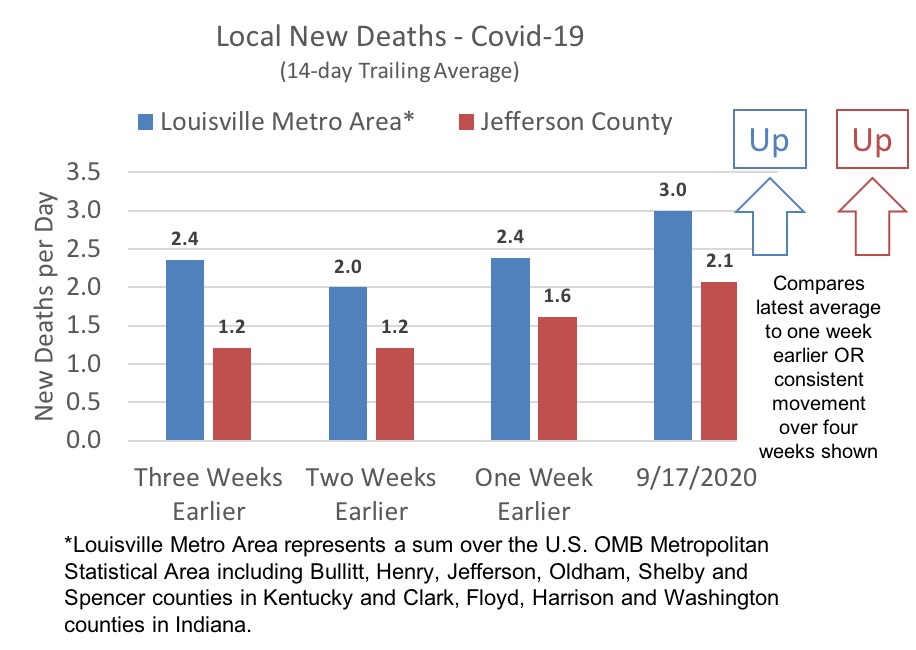 Local New Deaths - Covid-19
(14-day Trailing Average)
Louisville Metro Area* Jefferson County
Up Up
New Deaths per Day
3.5
3.0
2.5
2.0
1.5
1.0
0.5
0.0
2.4 1.2 2.0 1.2 2.4 1.6 3.0 2.1
Three Weeks Earlier
Two Weeks Earlier
One Week Earlier
9/17/2020
Compares
latest average
to one week
earlier OR
consistent
movement
over four
weeks shown
*Louisville Metro Area represents a sum over the U.S. OMB Metropolitan
Statistical Area including Bullitt, Henry, Jefferson, Oldham, Shelby and
Spencer counties in Kentucky and Clark, Floyd, Harrison and Washington
counties in Indiana.